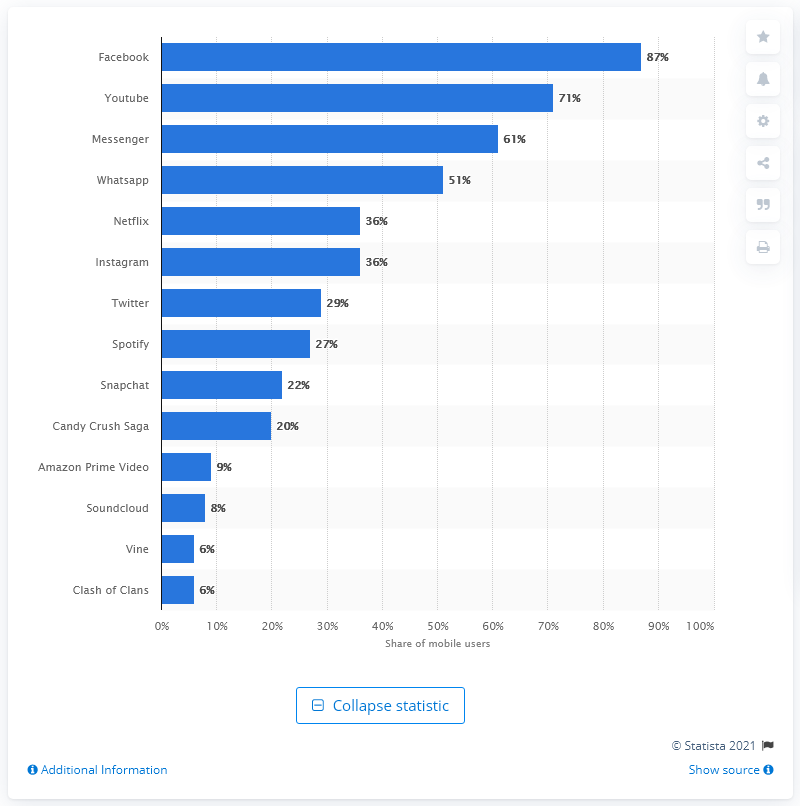 Facebook 87%
Youtube 71%
Messenger 61%
Whatsapp 51%
Netflix 36%
Instagram 36%
Twitter 29%
Spotify 27%
Snapchat 22%
Candy Crush Saga 20%
Amazon Prime Video 9%
Soundcloud 8%
Vine 6%
Clash of Clans 6%
0% 10% 20% 30% 40% 50% 60% 70% 80% 90% 100%
Share of mobile users
Collapse statistic
© Statista 2021
Additional Information Show source